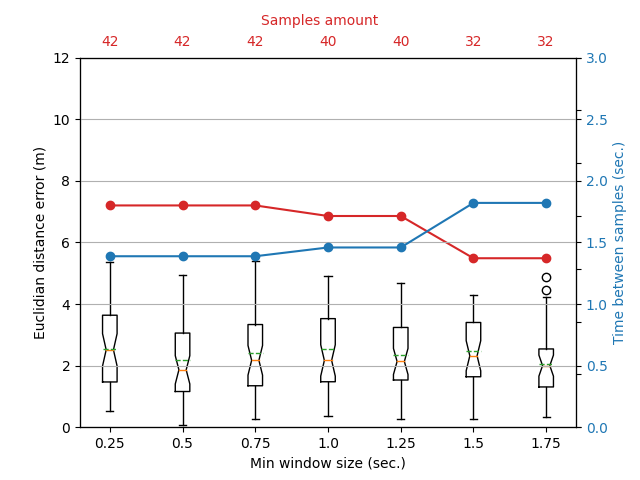 Samples amount
42 42 42 40 40 32 32
12 3.0
10 2.5
8 2.0
6 1.5
4 1.0
2 0.5
0 0.0
Euclidian distance error (m)
Time between samples (sec.)
0.25 0.5 0.75 1.0 1.25 1.5 1.75
Min window size (sec.)